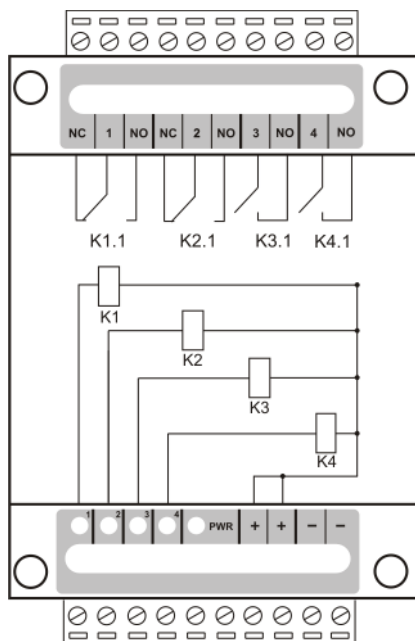 NC 1 NO NC 2 NO 3 NO 4 NO
K1.1 K2.1 K3.1 K4.1
K1
K2
K3
K4
1 2 3 4 PWR + + − −